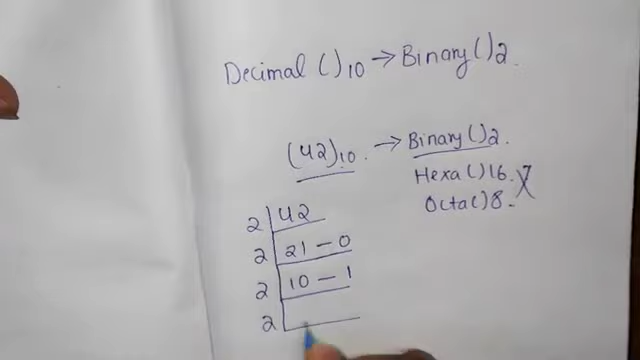 Decimal ()10 → Binary ()2.
(42)10. → Binary ()2.
Hexa ()16.
Octa ()8.
2 | 42
2 | 21 - 0
2 | 10 - 1
2 |